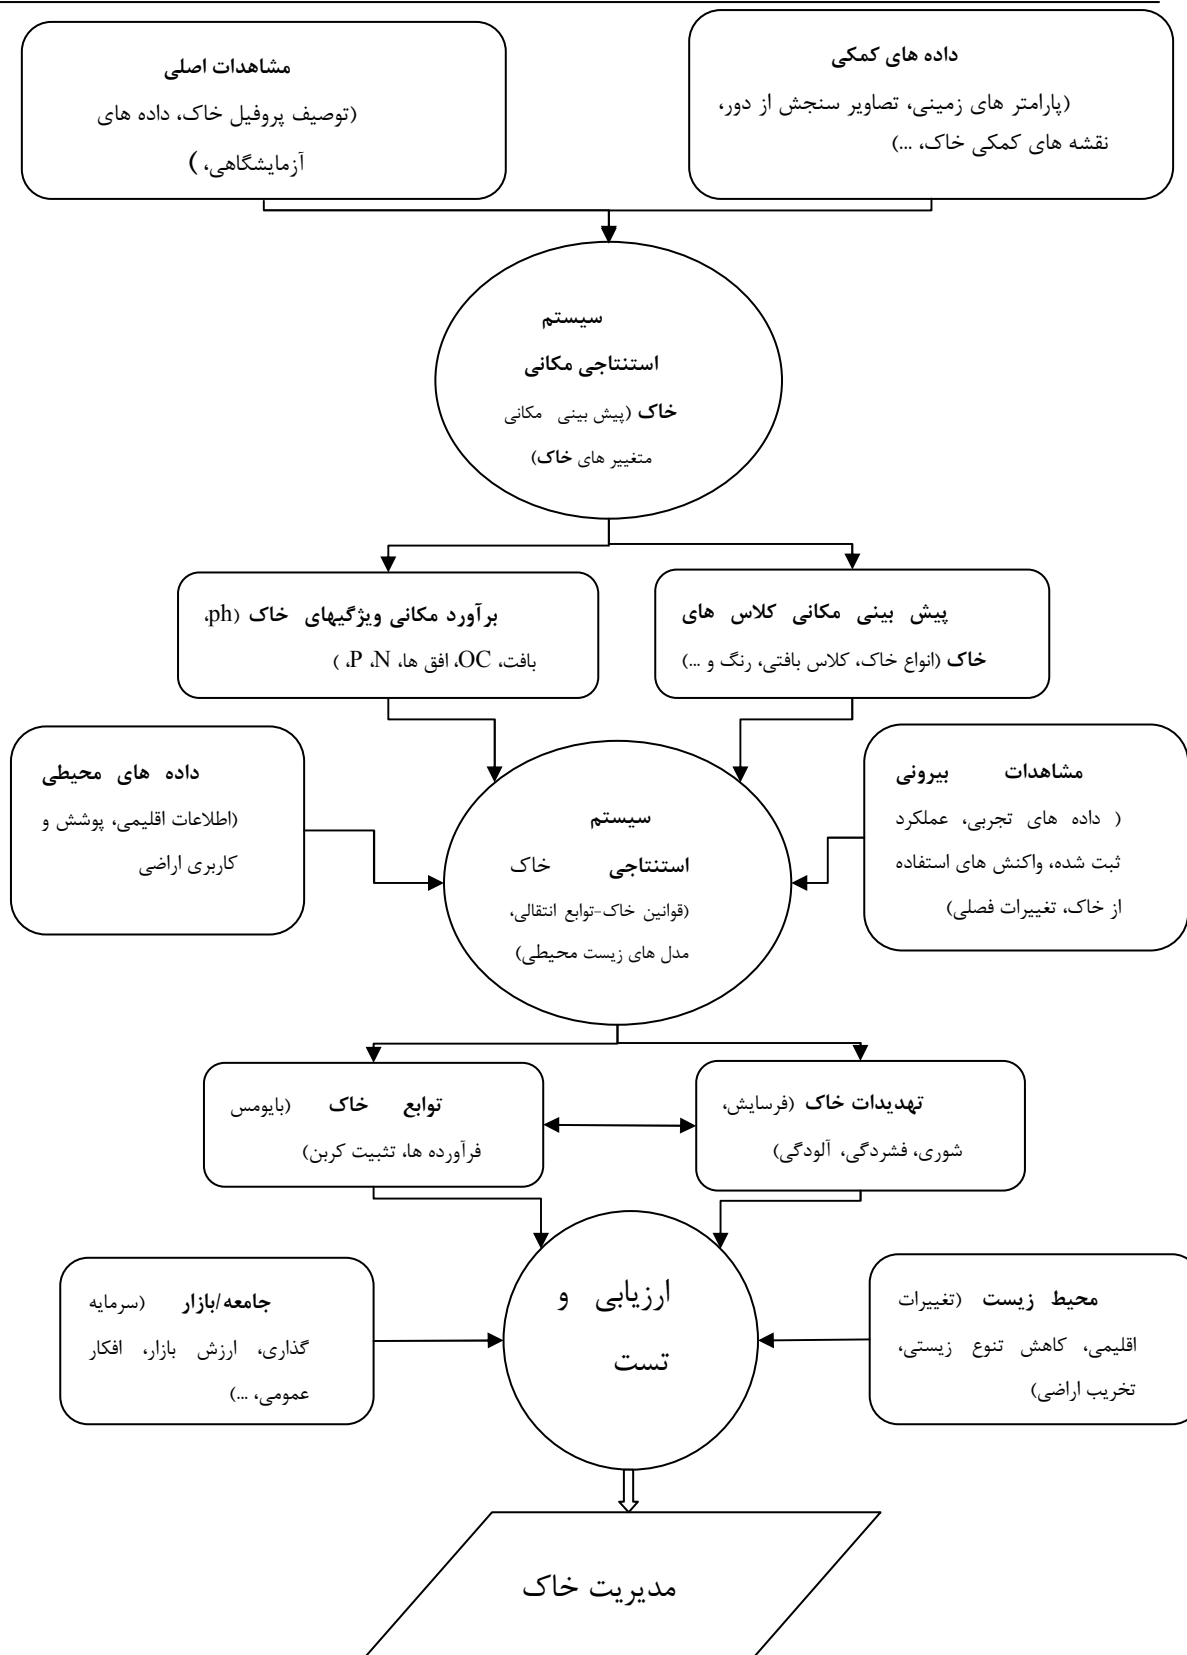 داده های کمکی
(پارامتر های زمینی، تصاویر سنجش از دور،
نقشه های کمکی خاک، ...)
مشاهدات اصلی
(توصیف پروفیل خاک، داده های
آزمایشگاهی، )
سیستم
استنتاجی مکانی
خاک (پیش بینی مکانی
متغییر های خاک)
پیش بینی مکانی کلاس های
خاک (انواع خاک، کلاس بافتی، رنگ و ...)
برآورد مکانی ویژگیهای خاک (ph،
بافت، OC، افق ها، P، N، )
مشاهدات بیرونی
( داده های تجربی، عملکرد
ثبت شده، واکنش های استفاده
از خاک، تغییرات فصلی)
داده های محیطی
(اطلاعات اقلیمی، پوشش و
کاربری اراضی
سیستم
استنتاجی خاک
(قوانین خاک-توابع انتقالی،
مدل های زیست محیطی)
تهدیدات خاک (فرسایش،
شوری، فشردگی، آلودگی)
توابع خاک (بایومس
فرآورده ها، تثبیت کربن)
ارزیابی و
تست
محیط زیست (تغییرات
اقلیمی، کاهش تنوع زیستی،
تخریب اراضی)
جامعه/بازار (سرمایه
گذاری، ارزش بازار، افکار
عمومی، ...)
مدیریت خاک